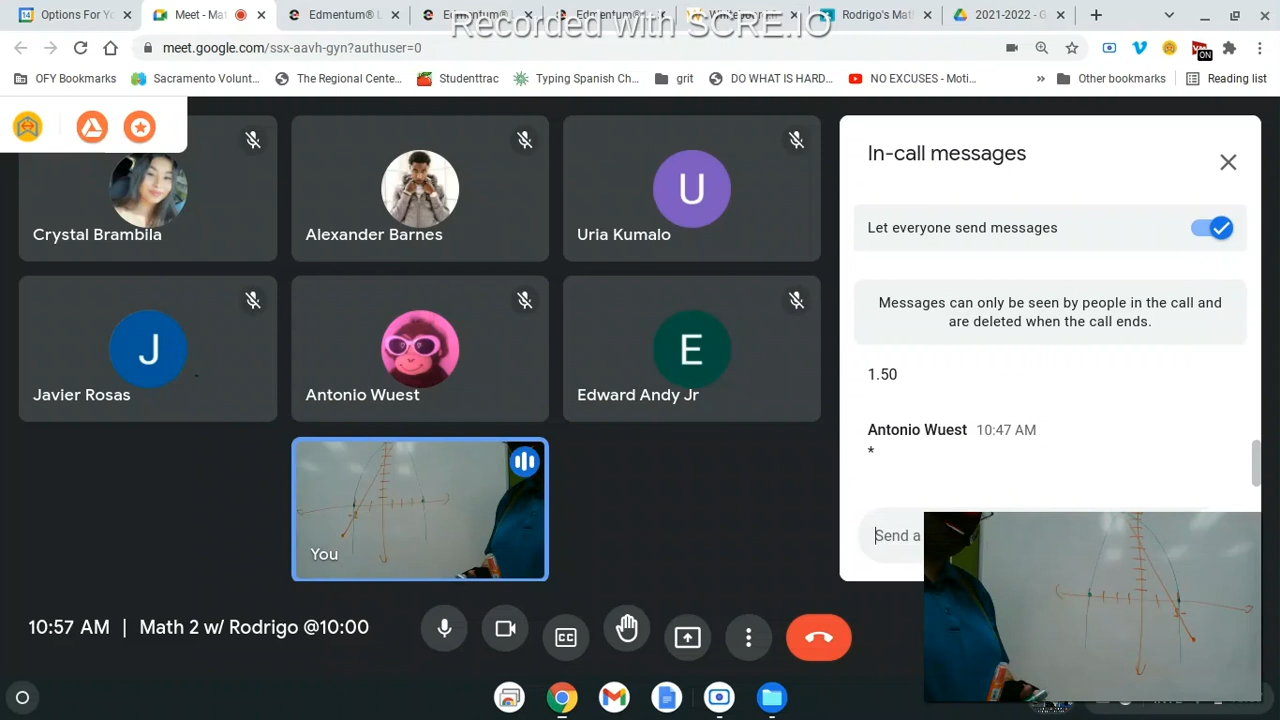 17
Options For Y
Meet - Ma
Edmentum® L
Edmentum® L
Edmentum®
Whiteboard.fi
Rodrigo's Mat
2021-2022 - G
Recorded with SCRE.IO
meet.google.com/ssx-aavh-gyn?authuser=0
ON
OFY Bookmarks
Sacramento Volunt...
The Regional Cente...
Studenttrac
Typing Spanish Ch...
grit
DO WHAT IS HARD...
NO EXCUSES - Moti...
»
Other bookmarks
Reading list
Crystal Brambila
Alexander Barnes
U
Uria Kumalo
J
Javier Rosas
Antonio Wuest
E
Edward Andy Jr
You
In-call messages
Let everyone send messages
Messages can only be seen by people in the call and
are deleted when the call ends.
1.50
Antonio Wuest 10:47 AM
*
Send a
10:57 AM | Math 2 w/ Rodrigo @10:00
CC